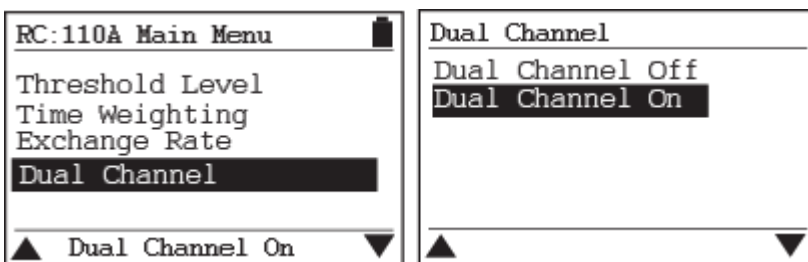 RC:110A Main Menu
Threshold Level
Time Weighting
Exchange Rate
Dual Channel
Dual Channel On
Dual Channel
Dual Channel Off
Dual Channel On